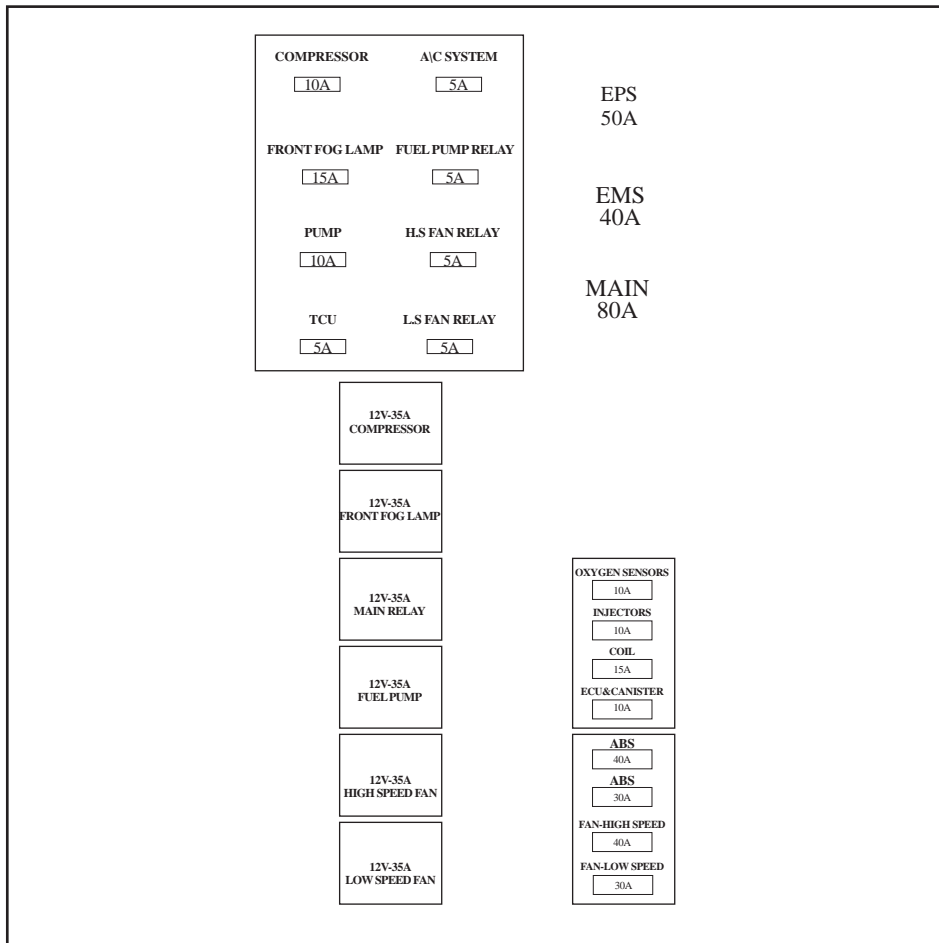 COMPRESSOR
10A
A\C SYSTEM
5A
FRONT FOG LAMP
15A
FUEL PUMP RELAY
5A
PUMP
10A
H.S FAN RELAY
5A
TCU
5A
L.S FAN RELAY
5A
EPS
50A
EMS
40A
MAIN
80A
12V-35A
COMPRESSOR
12V-35A
FRONT FOG LAMP
12V-35A
MAIN RELAY
12V-35A
FUEL PUMP
12V-35A
HIGH SPEED FAN
12V-35A
LOW SPEED FAN
OXYGEN SENSORS
10A
INJECTORS
10A
COIL
15A
ECU&CANISTER
10A
ABS
40A
ABS
30A
FAN-HIGH SPEED
40A
FAN-LOW SPEED
30A